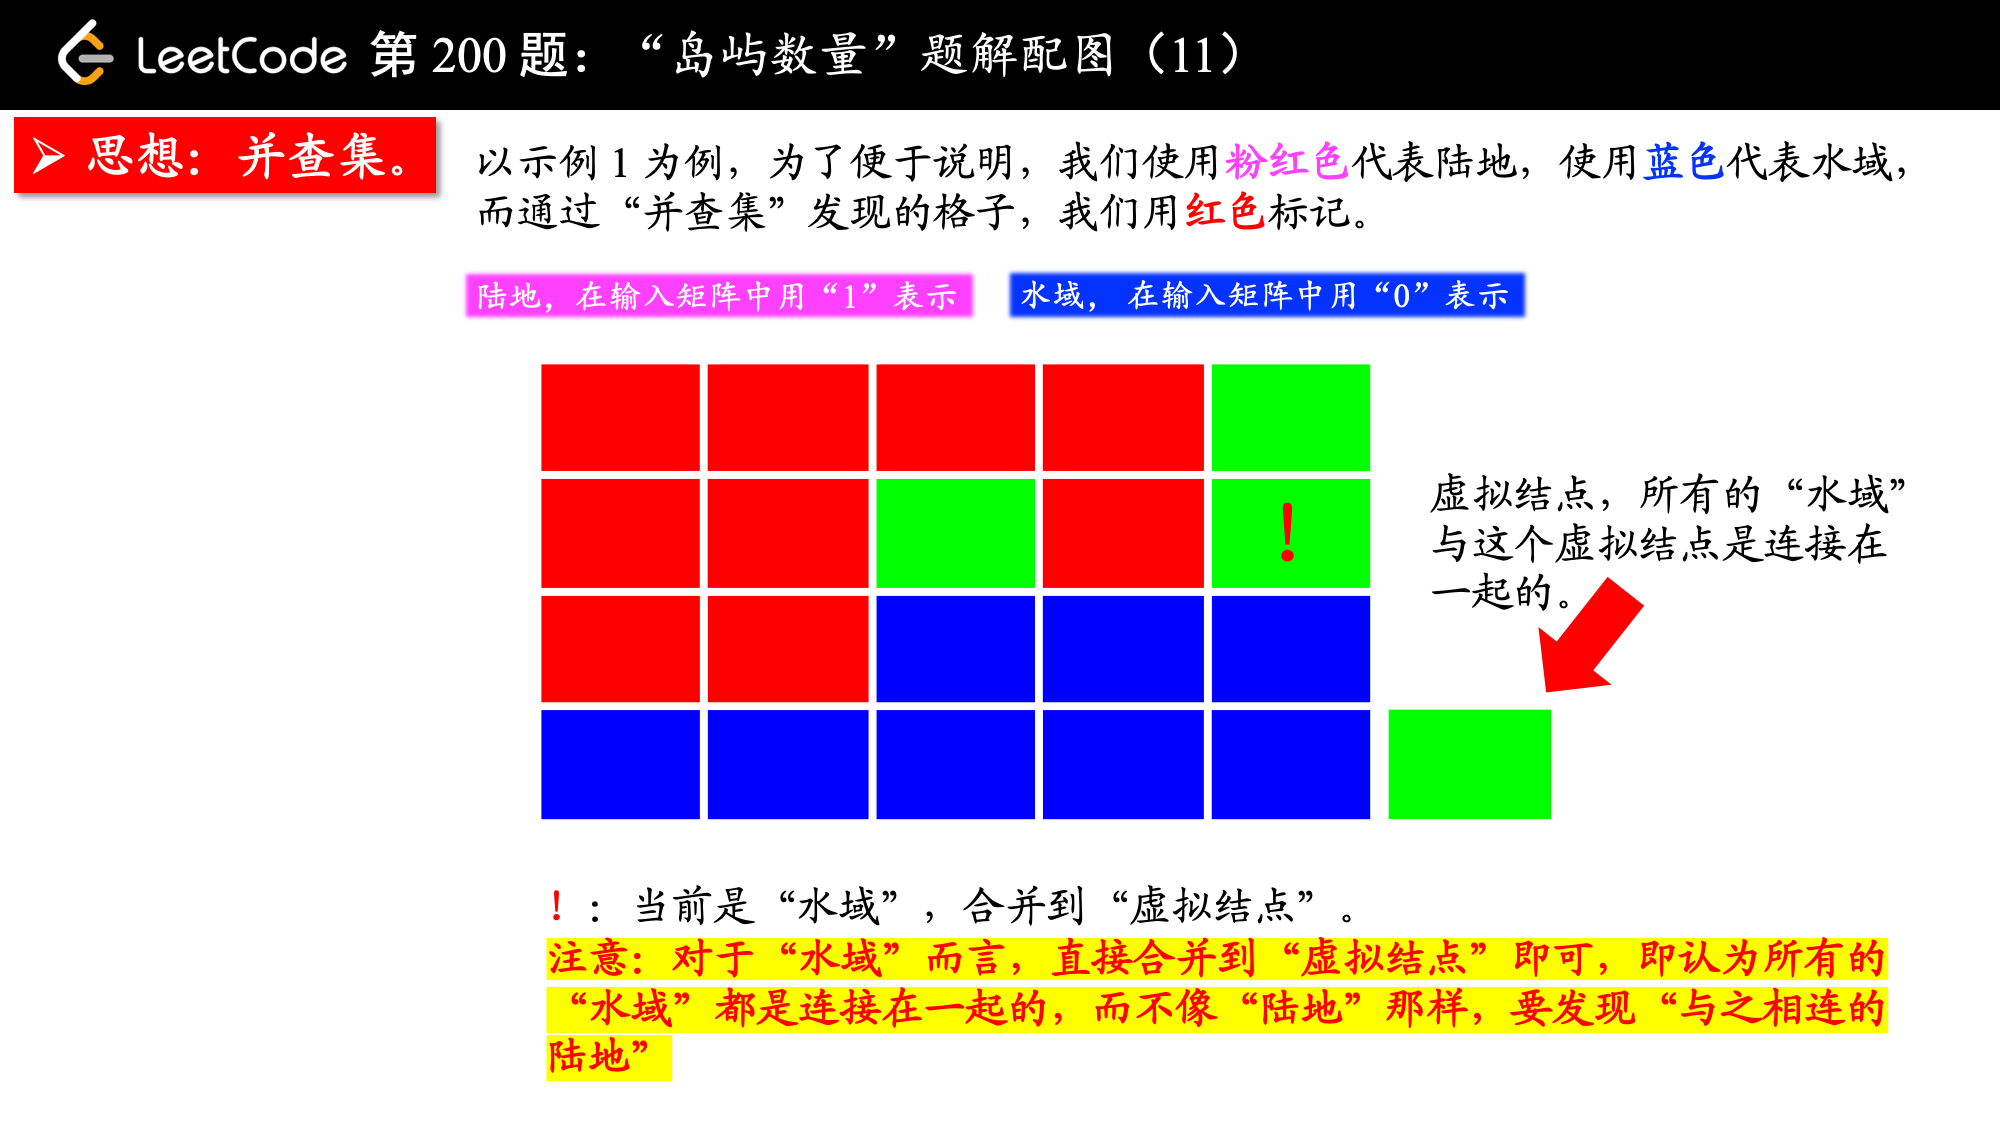 LeetCode 第 200 题：“岛屿数量”题解配图（11）
➢ 思想：并查集。
以示例 1 为例，为了便于说明，我们使用粉红色代表陆地，使用蓝色代表水域，
而通过“并查集”发现的格子，我们用红色标记。
陆地，在输入矩阵中用“1”表示
水域， 在输入矩阵中用“0”表示
!
虚拟结点，所有的“水域”
与这个虚拟结点是连接在
一起的。
!：当前是“水域”，合并到“虚拟结点”。
注意：对于“水域”而言，直接合并到“虚拟结点”即可，即认为所有的
“水域”都是连接在一起的，而不像“陆地”那样，要发现“与之相连的
陆地”